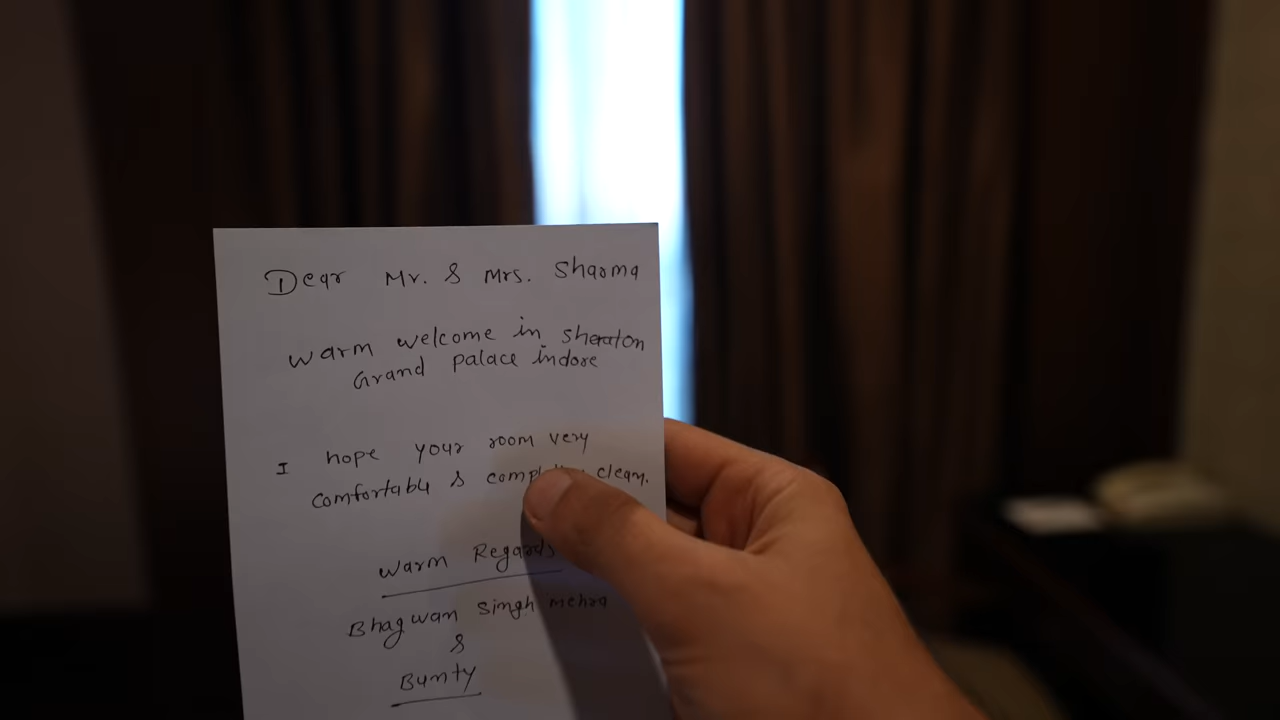 Dear Mr. & Mrs. Sharma
Warm welcome in sheraton
Grand palace indore
I hope your room very
comfortable & clean.
Warm Regards
Bhagwan Singh mehra
&
Bunty